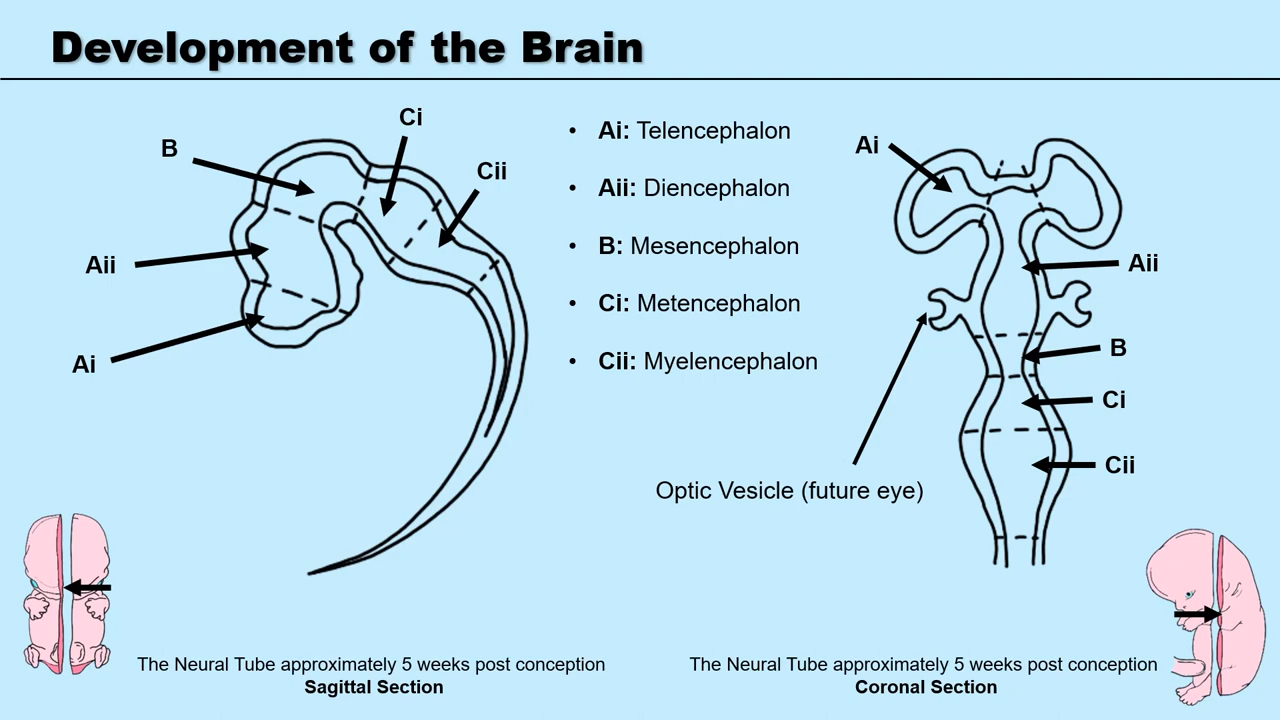 Development of the Brain
B
Ci
Cii
Aii
Ai
• Ai: Telencephalon
• Aii: Diencephalon
• B: Mesencephalon
• Ci: Metencephalon
• Cii: Myelencephalon
Ai
Aii
B
Ci
Cii
Optic Vesicle (future eye)
The Neural Tube approximately 5 weeks post conception
Sagittal Section
The Neural Tube approximately 5 weeks post conception
Coronal Section